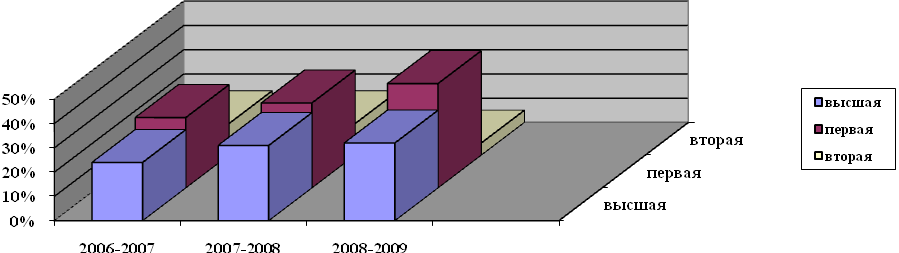 50%
40%
30%
20%
10%
0%
2006-2007
2007-2008
2008-2009
высшая
первая
вторая
высшая
первая
вторая